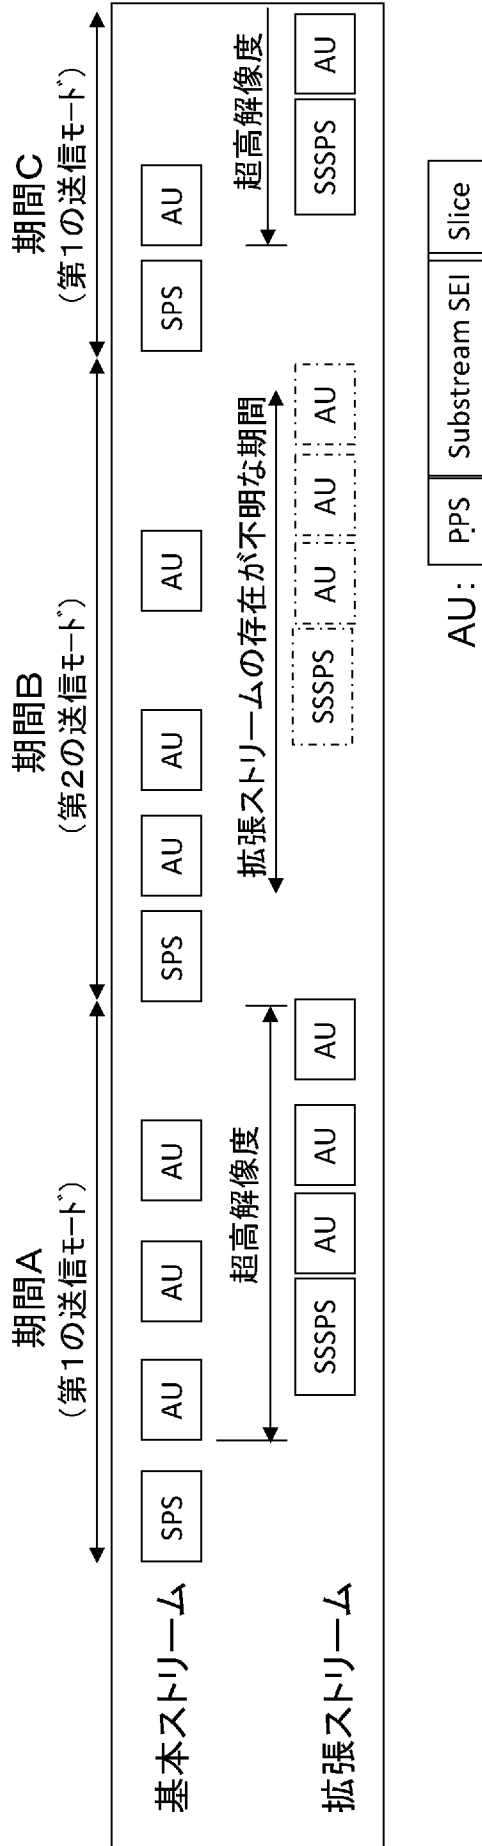 期間A
（第1の送信モード）
期間B
（第2の送信モード）
期間C
（第1の送信モード）
基本ストリーム
SPS
AU
AU
AU
SPS
AU
AU
AU
SPS
AU
超高解像度
拡張ストリームの存在が不明な期間
超高解像度
拡張ストリーム
SSSPS
AU
AU
AU
SSSPS
AU
AU
AU
SSSPS
AU
AU： PPS Substream SEI Slice